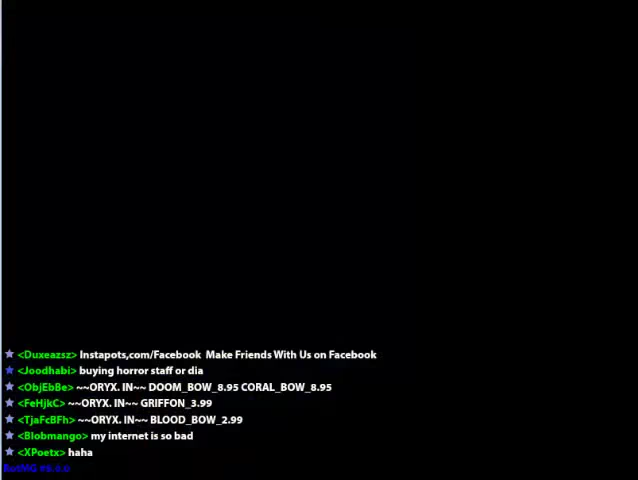 <Duxeazsz> Instapots,com/Facebook  Make Friends With Us on Facebook
<Joodhabi> buying horror staff or dia
<ObjEbBe> ~~ORYX. IN~~ DOOM_BOW_8.95 CORAL_BOW_8.95
<FeHjkC> ~~ORYX. IN~~ GRIFFON_3.99
<TjaFcBFh> ~~ORYX. IN~~ BLOOD_BOW_2.99
<Blobmango> my internet is so bad
<XPoetx> haha
RotMG